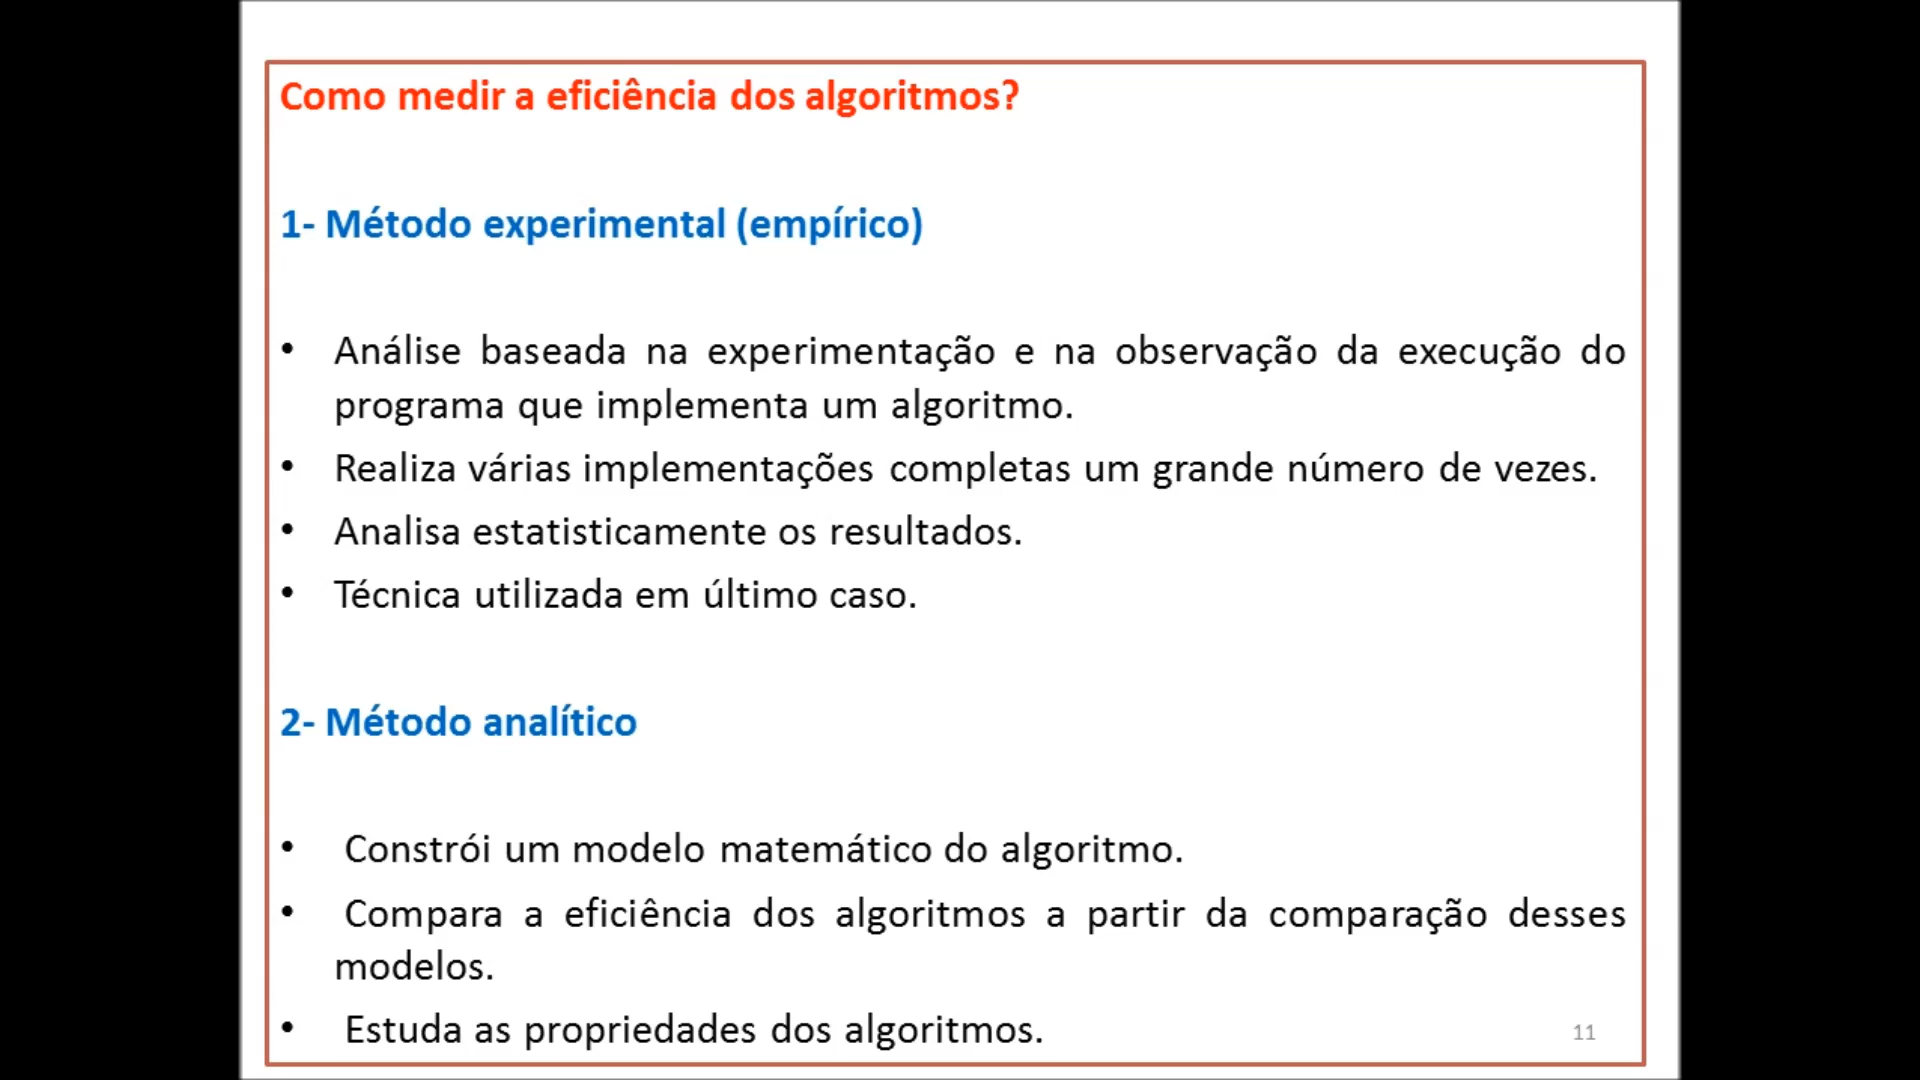 Como medir a eficiência dos algoritmos?
1- Método experimental (empírico)
• Análise baseada na experimentação e na observação da execução do
programa que implementa um algoritmo.
• Realiza várias implementações completas um grande número de vezes.
• Analisa estatisticamente os resultados.
• Técnica utilizada em último caso.
2- Método analítico
• Constrói um modelo matemático do algoritmo.
• Compara a eficiência dos algoritmos a partir da comparação desses
modelos.
• Estuda as propriedades dos algoritmos.
11